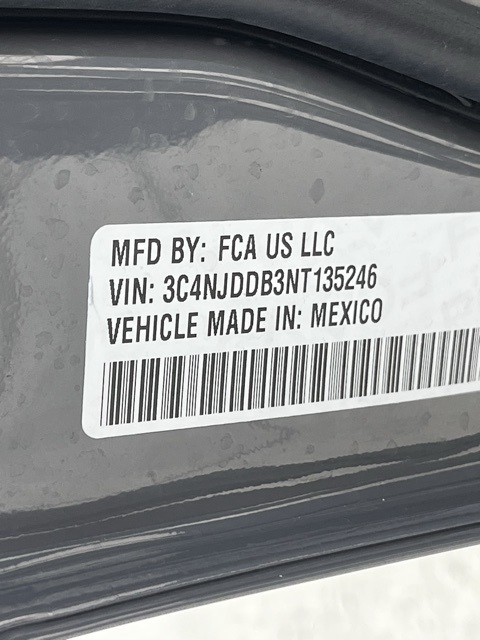 MFD BY: FCA US LLC
VIN: 3C4NJDDB3NT135246
VEHICLE MADE IN: MEXICO